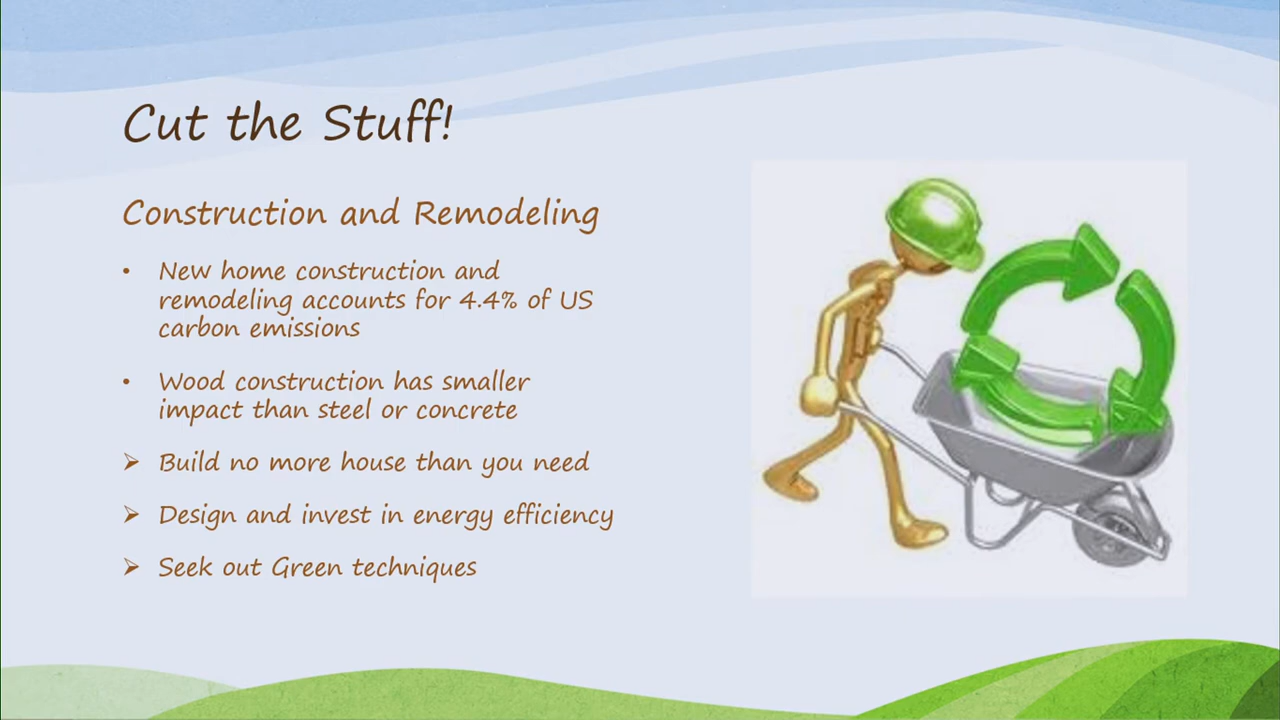 Cut the Stuff!
Construction and Remodeling
• New home construction and
remodeling accounts for 4.4% of US
carbon emissions
• Wood construction has smaller
impact than steel or concrete
➢ Build no more house than you need
➢ Design and invest in energy efficiency
➢ Seek out Green techniques